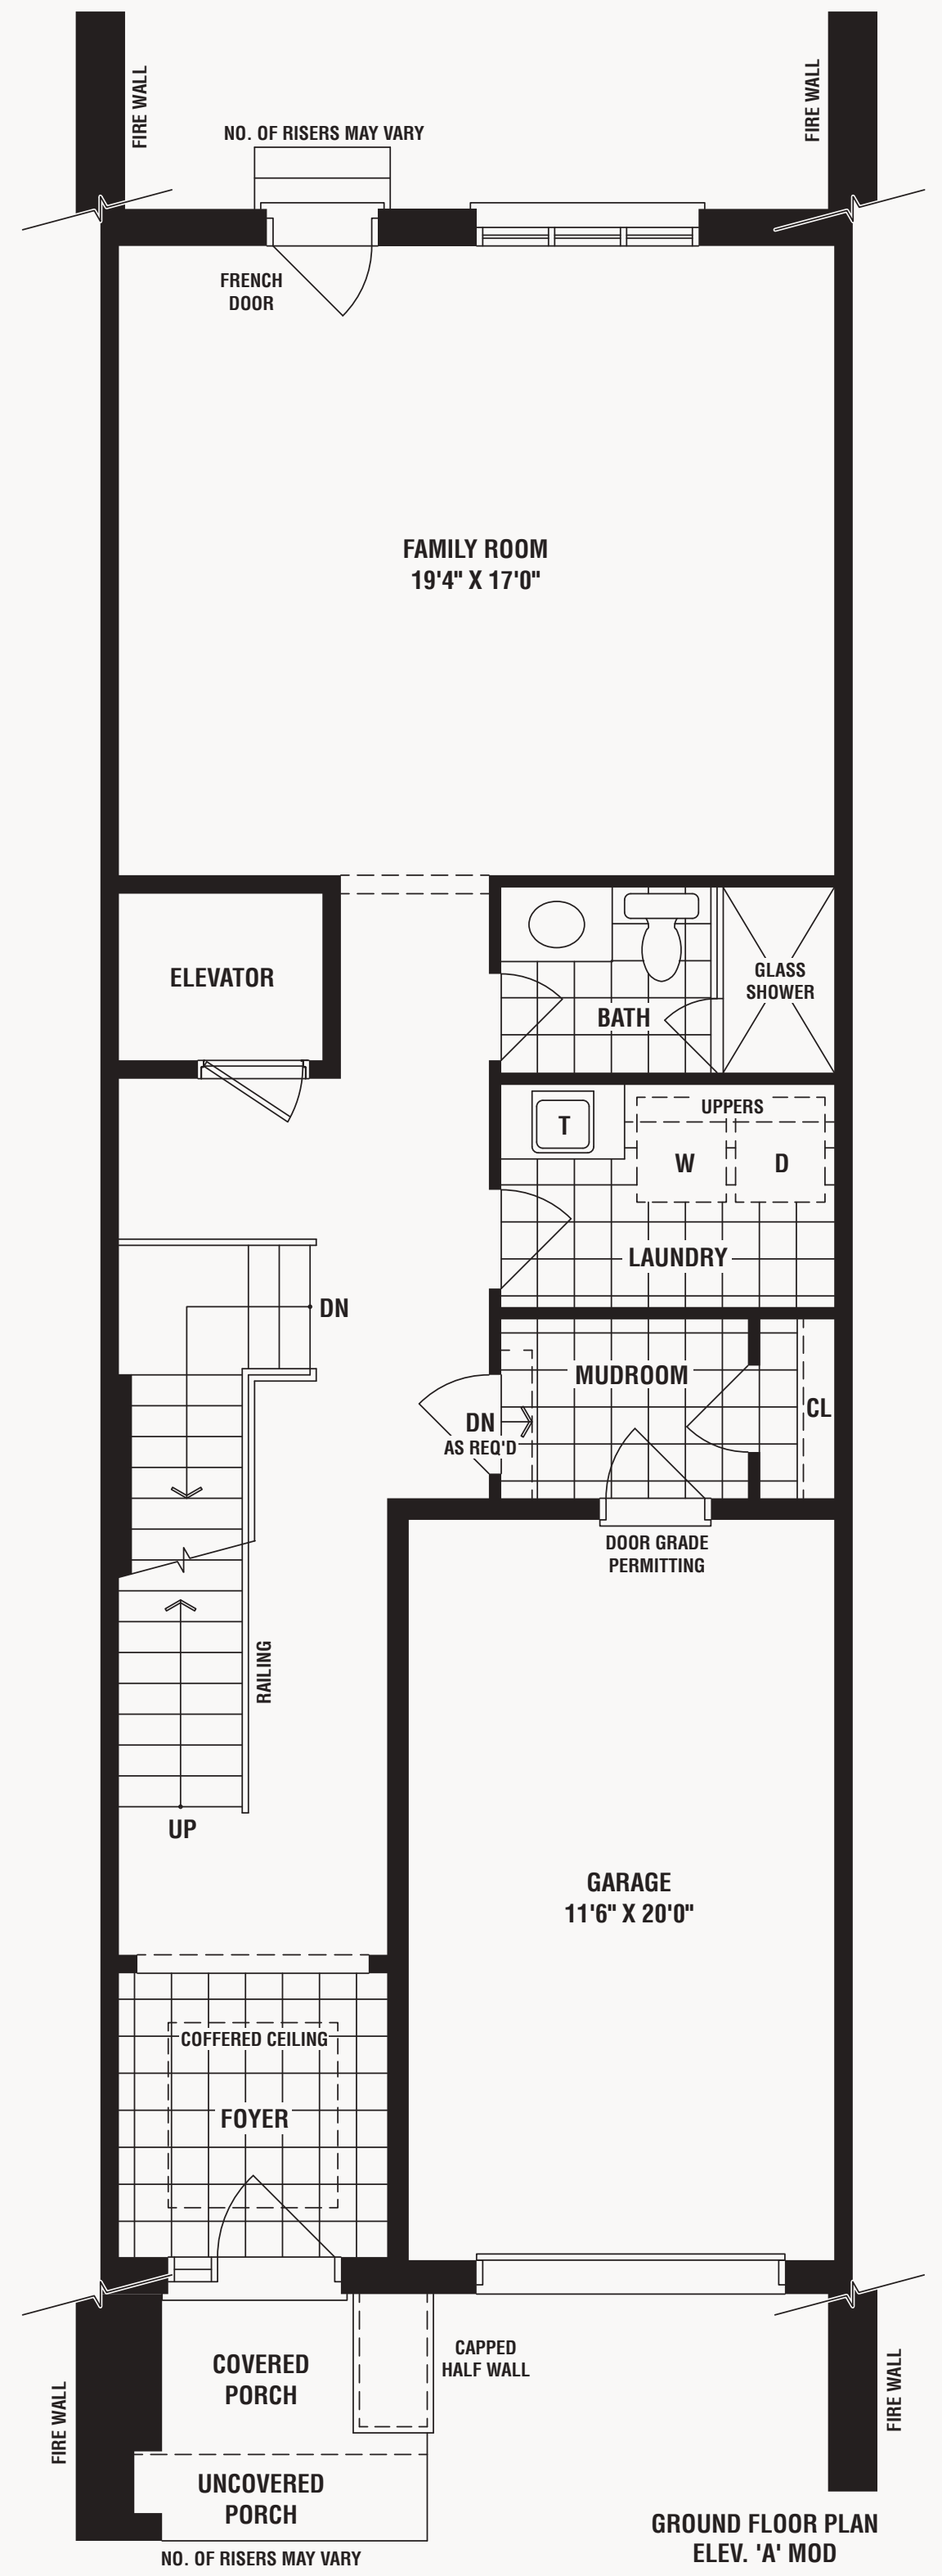 FIRE WALL
FIRE WALL
NO. OF RISERS MAY VARY
FRENCH
DOOR
FAMILY ROOM
19'4" X 17'0"
ELEVATOR
GLASS
SHOWER
BATH
UPPERS
T
W
D
LAUNDRY
DN
MUDROOM
CL
DN
AS REQ'D
DOOR GRADE
PERMITTING
RAILING
UP
GARAGE
11'6" X 20'0"
COFFERED CEILING
FOYER
CAPPED
HALF WALL
COVERED
PORCH
FIRE WALL
FIRE WALL
UNCOVERED
PORCH
GROUND FLOOR PLAN
ELEV. 'A' MOD
NO. OF RISERS MAY VARY